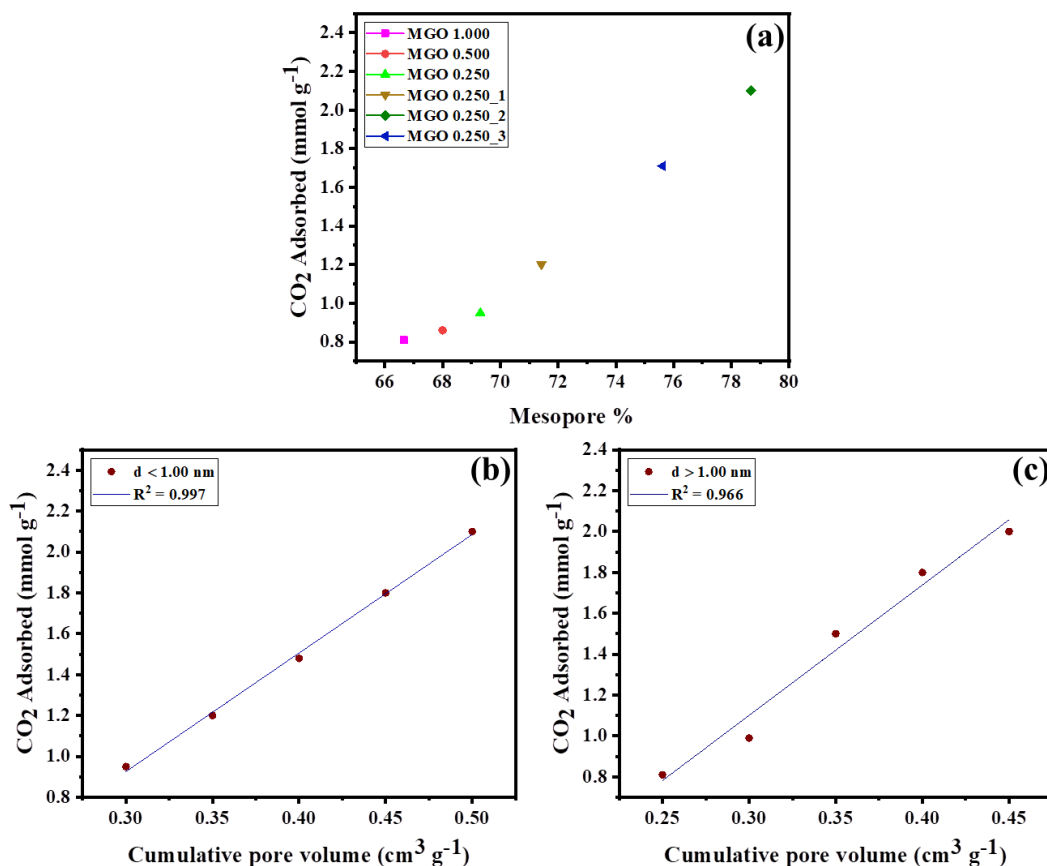 (a)
MGO 1.000
MGO 0.500
MGO 0.250
MGO 0.250_1
MGO 0.250_2
MGO 0.250_3
CO2 Adsorbed (mmol g-1)
2.4
2.2
2.0
1.8
1.6
1.4
1.2
1.0
0.8
66 68 70 72 74 76 78 80
Mesopore %
(b)
d < 1.00 nm
R2 = 0.997
CO2 Adsorbed (mmol g-1)
2.4
2.2
2.0
1.8
1.6
1.4
1.2
1.0
0.8
0.30 0.35 0.40 0.45 0.50
Cumulative pore volume (cm3 g-1)
(c)
d > 1.00 nm
R2 = 0.966
CO2 Adsorbed (mmol g-1)
2.4
2.2
2.0
1.8
1.6
1.4
1.2
1.0
0.8
0.25 0.30 0.35 0.40 0.45
Cumulative pore volume (cm3 g-1)